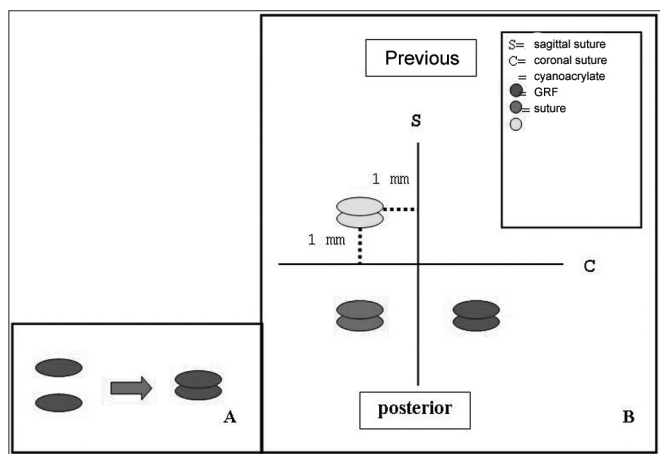 Previous
S= sagittal suture
C= coronal suture
= cyanoacrylate
= GRF
= suture
S
1 mm
1 mm
C
A
posterior
B